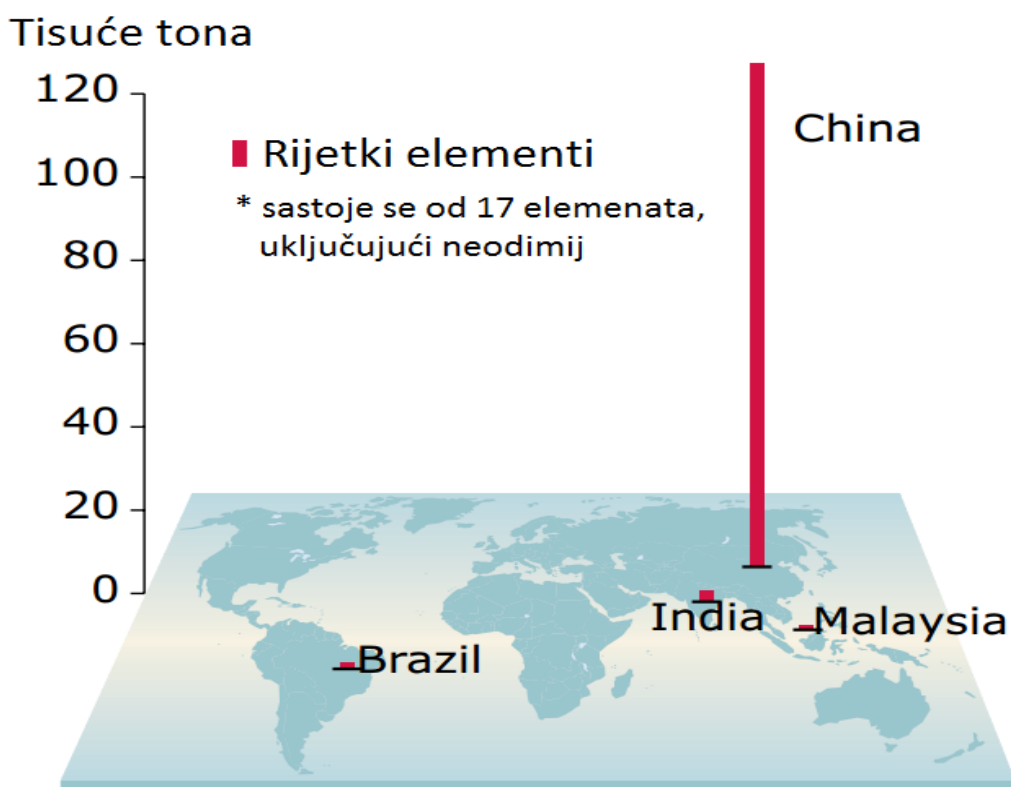 Tisuće tona
120
100
80
60
40
20
0
Rijetki elementi
* sastoje se od 17 elemenata,
uključujući neodimij
China
India
Malaysia
Brazil